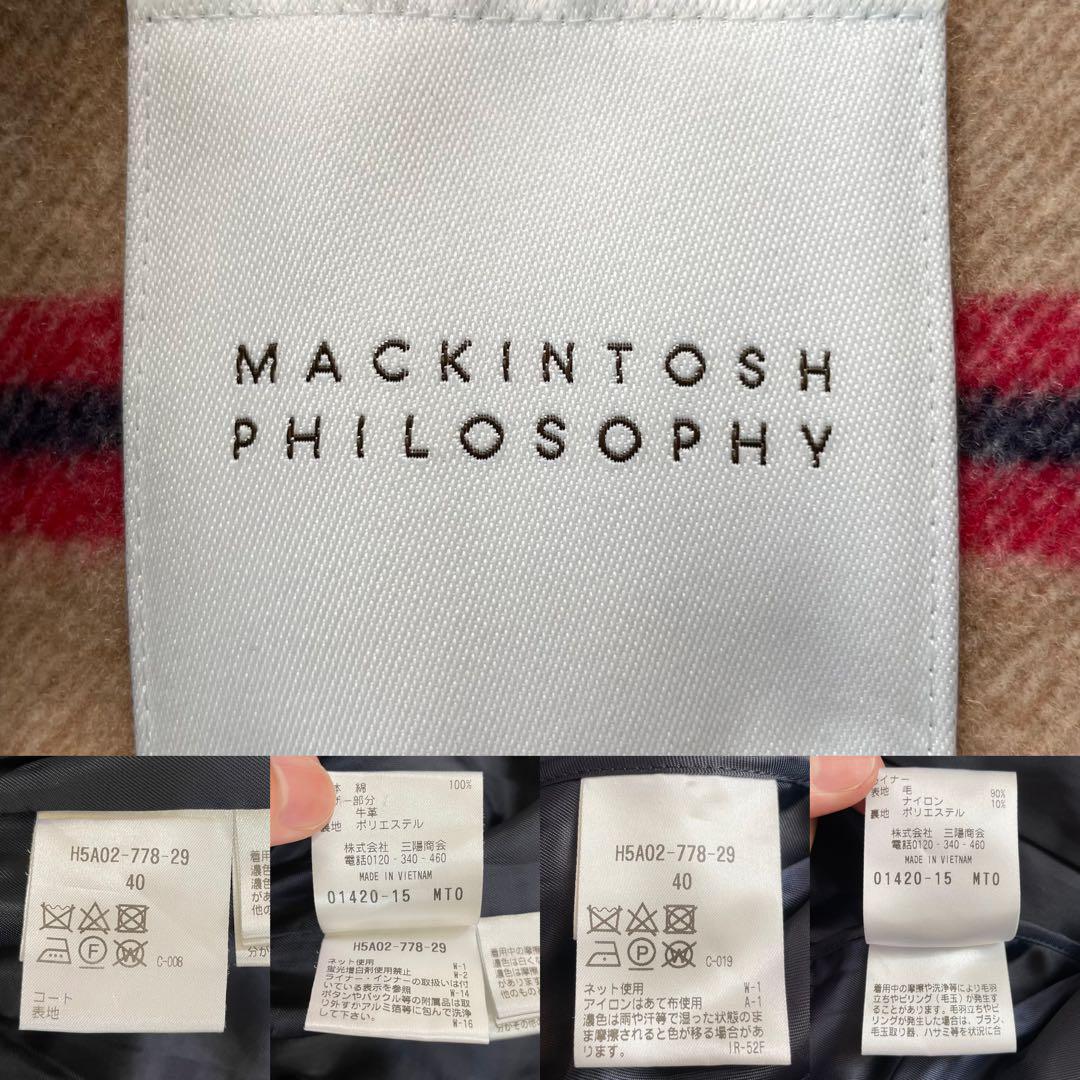 MACKINTOSH
PHILOSOPHY
H5A02-778-29
40
C-008
コート
表地
着用
濃色
があ
他の
分が
体 綿 100%
ザー部分
牛革
裏地 ポリエステル
株式会社 三陽商会
電話0120-340-460
MADE IN VIETNAM
01420-15 MTO
H5A02-778-29
ネット使用 W-1
蛍光増白剤使用禁止 W-2
ライナー・インナーの取扱いは付
いている表示を参照 W-14
ボタンやバックル等の附属品は取
り外すかアルミ箔等に包んで洗浄
して下さい。 W-16
着用中の摩擦
濃色は白く
他のものと
分がその他の
H5A02-778-29
40
F
P
C-019
ネット使用 W-1
アイロンはあて布使用 A-1
濃色は雨や汗等で湿った状態のま
ま摩擦されると色が移る場合があ
ります。 IR-52F
ライナー
表地 毛 90%
ナイロン 10%
裏地 ポリエステル
株式会社 三陽商会
電話0120-340-460
MADE IN VIETNAM
01420-15 MTO
着用中の摩擦や洗浄等により毛羽
立ちやピリング(毛玉)が発生す
ることがあります。毛羽立ちやピ
リングが発生した場合は、ブラシ、
毛玉取り器、ハサミ等を状況に合